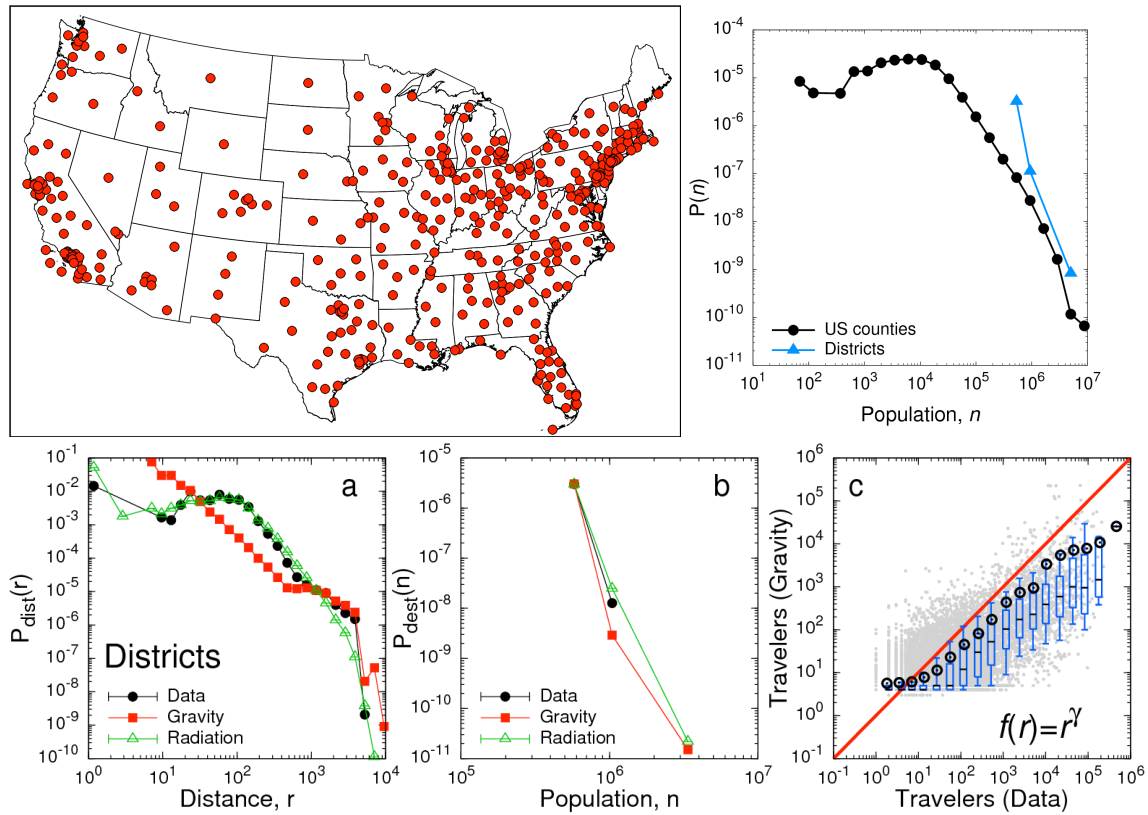 10^-4
10^-5
10^-6
10^-7
10^-8
10^-9
10^-10
10^-11
P(n)
US counties
Districts
10^1 10^2 10^3 10^4 10^5 10^6 10^7
Population, n
a
10^-1
10^-2
10^-3
10^-4
10^-5
10^-6
10^-7
10^-8
10^-9
10^-10
P_dist(r)
Districts
Data
Gravity
Radiation
10^0 10^1 10^2 10^3 10^4
Distance, r
b
10^-5
10^-6
10^-7
10^-8
10^-9
10^-10
10^-11
P_dest(n)
Data
Gravity
Radiation
10^5 10^6 10^7
Population, n
c
10^6
10^5
10^4
10^3
10^2
10^1
10^0
10^-1
Travelers (Gravity)
f(r)=r^γ
10^-1 10^0 10^1 10^2 10^3 10^4 10^5 10^6
Travelers (Data)